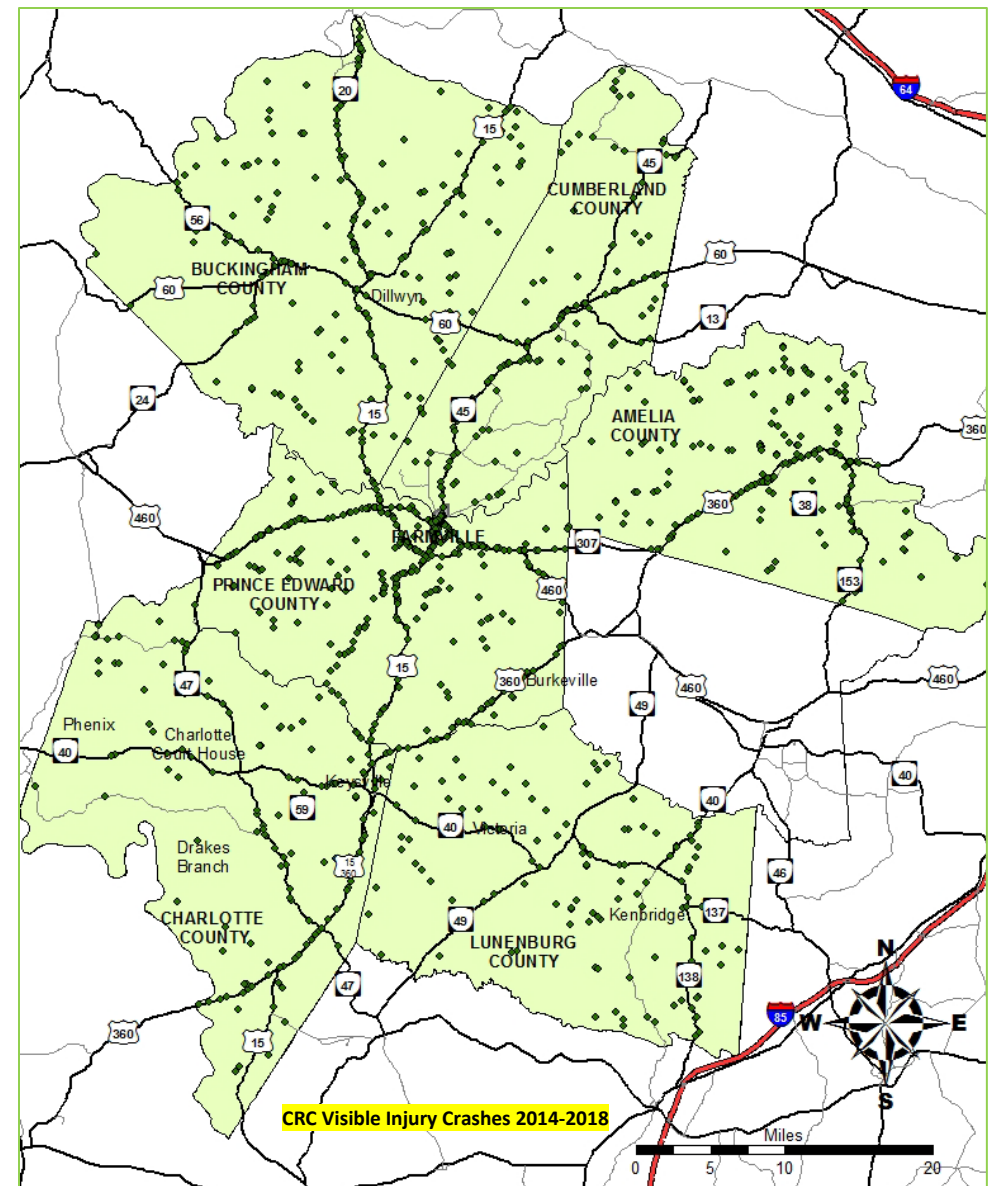 64
20
15
45
CUMBERLAND
COUNTY
56
60
BUCKINGHAM
COUNTY
60
Dillwyn
13
60
24
15
45
AMELIA
COUNTY
360
460
360
38
FARMVILLE
307
PRINCE EDWARD
COUNTY
153
460
15
47
360
Burkeville
460
460
49
Phenix
Charlotte
Court House
40
Keysville
40
59
40
40
Victoria
Drakes
Branch
15
360
46
CHARLOTTE
COUNTY
49
Kenbridge
137
LUNENBURG
COUNTY
N
138
47
85
W
E
360
15
S
CRC Visible Injury Crashes 2014-2018
Miles
0 5 10 20